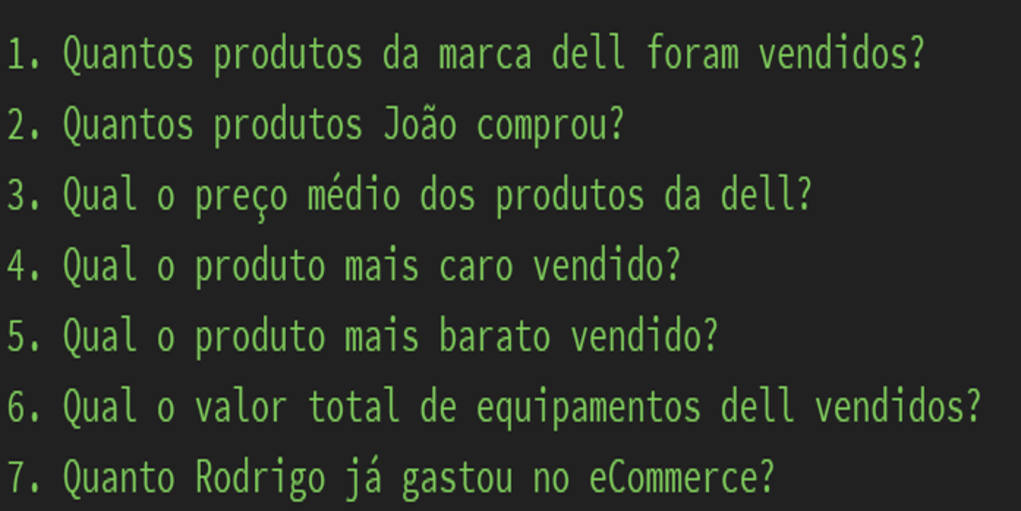 1. Quantos produtos da marca dell foram vendidos?
2. Quantos produtos João comprou?
3. Qual o preço médio dos produtos da dell?
4. Qual o produto mais caro vendido?
5. Qual o produto mais barato vendido?
6. Qual o valor total de equipamentos dell vendidos?
7. Quanto Rodrigo já gastou no eCommerce?